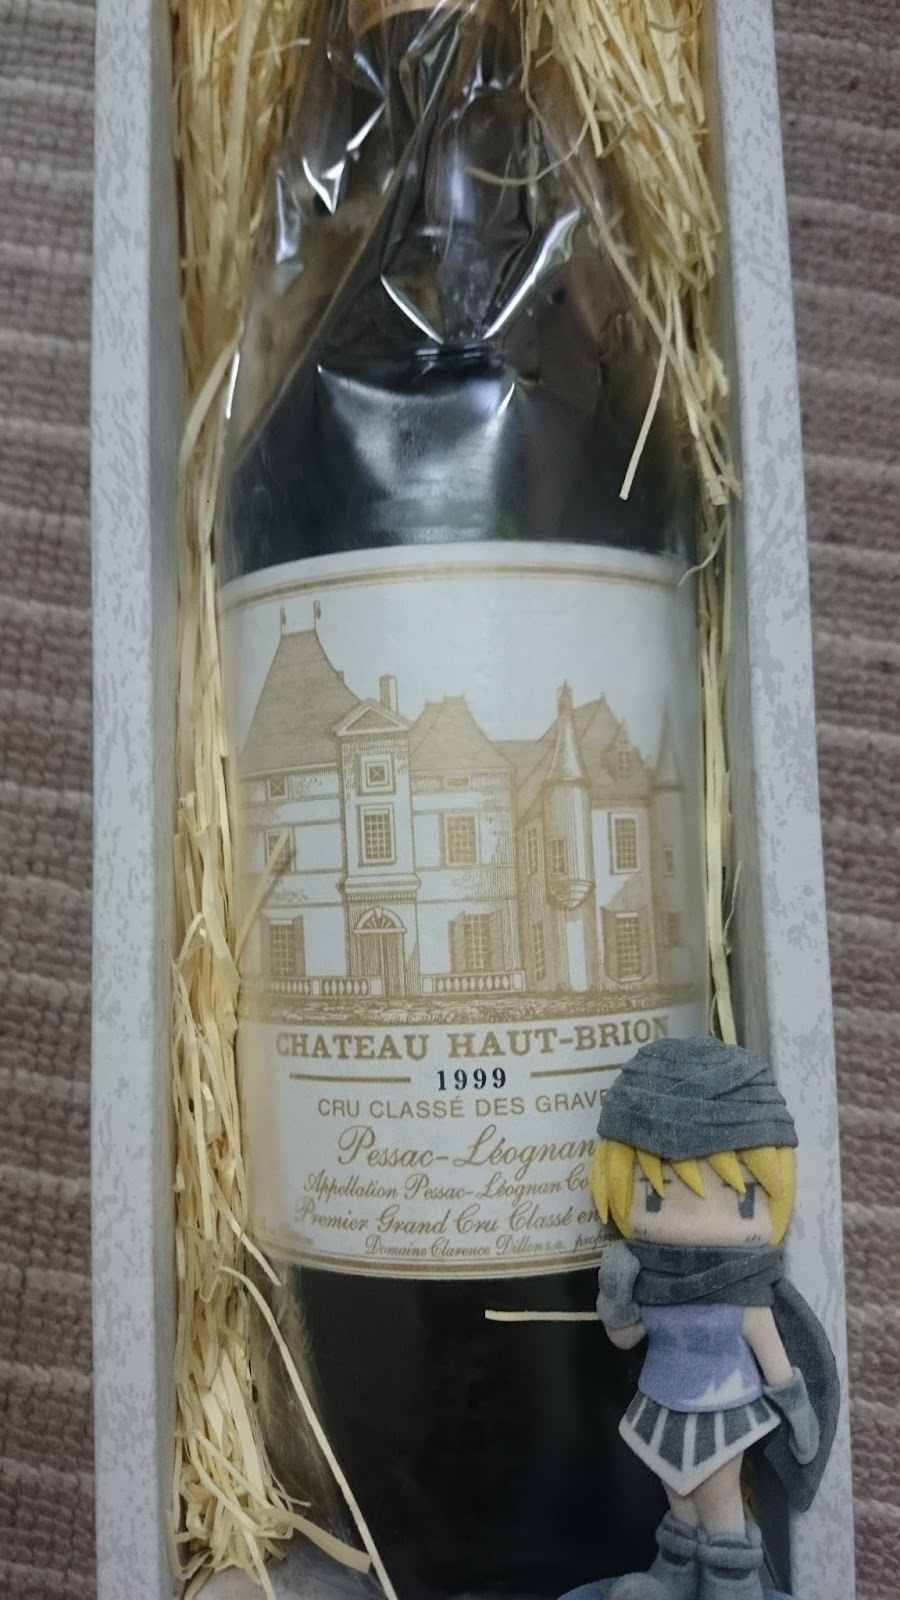 CHATEAU HAUT-BRION
1999
CRU CLASSÉ DES
Pessac-Léognan
Appellation Pessac-Léognan
Premier Grand Cru Classé en
Domaine Clarence Dillon s.a.